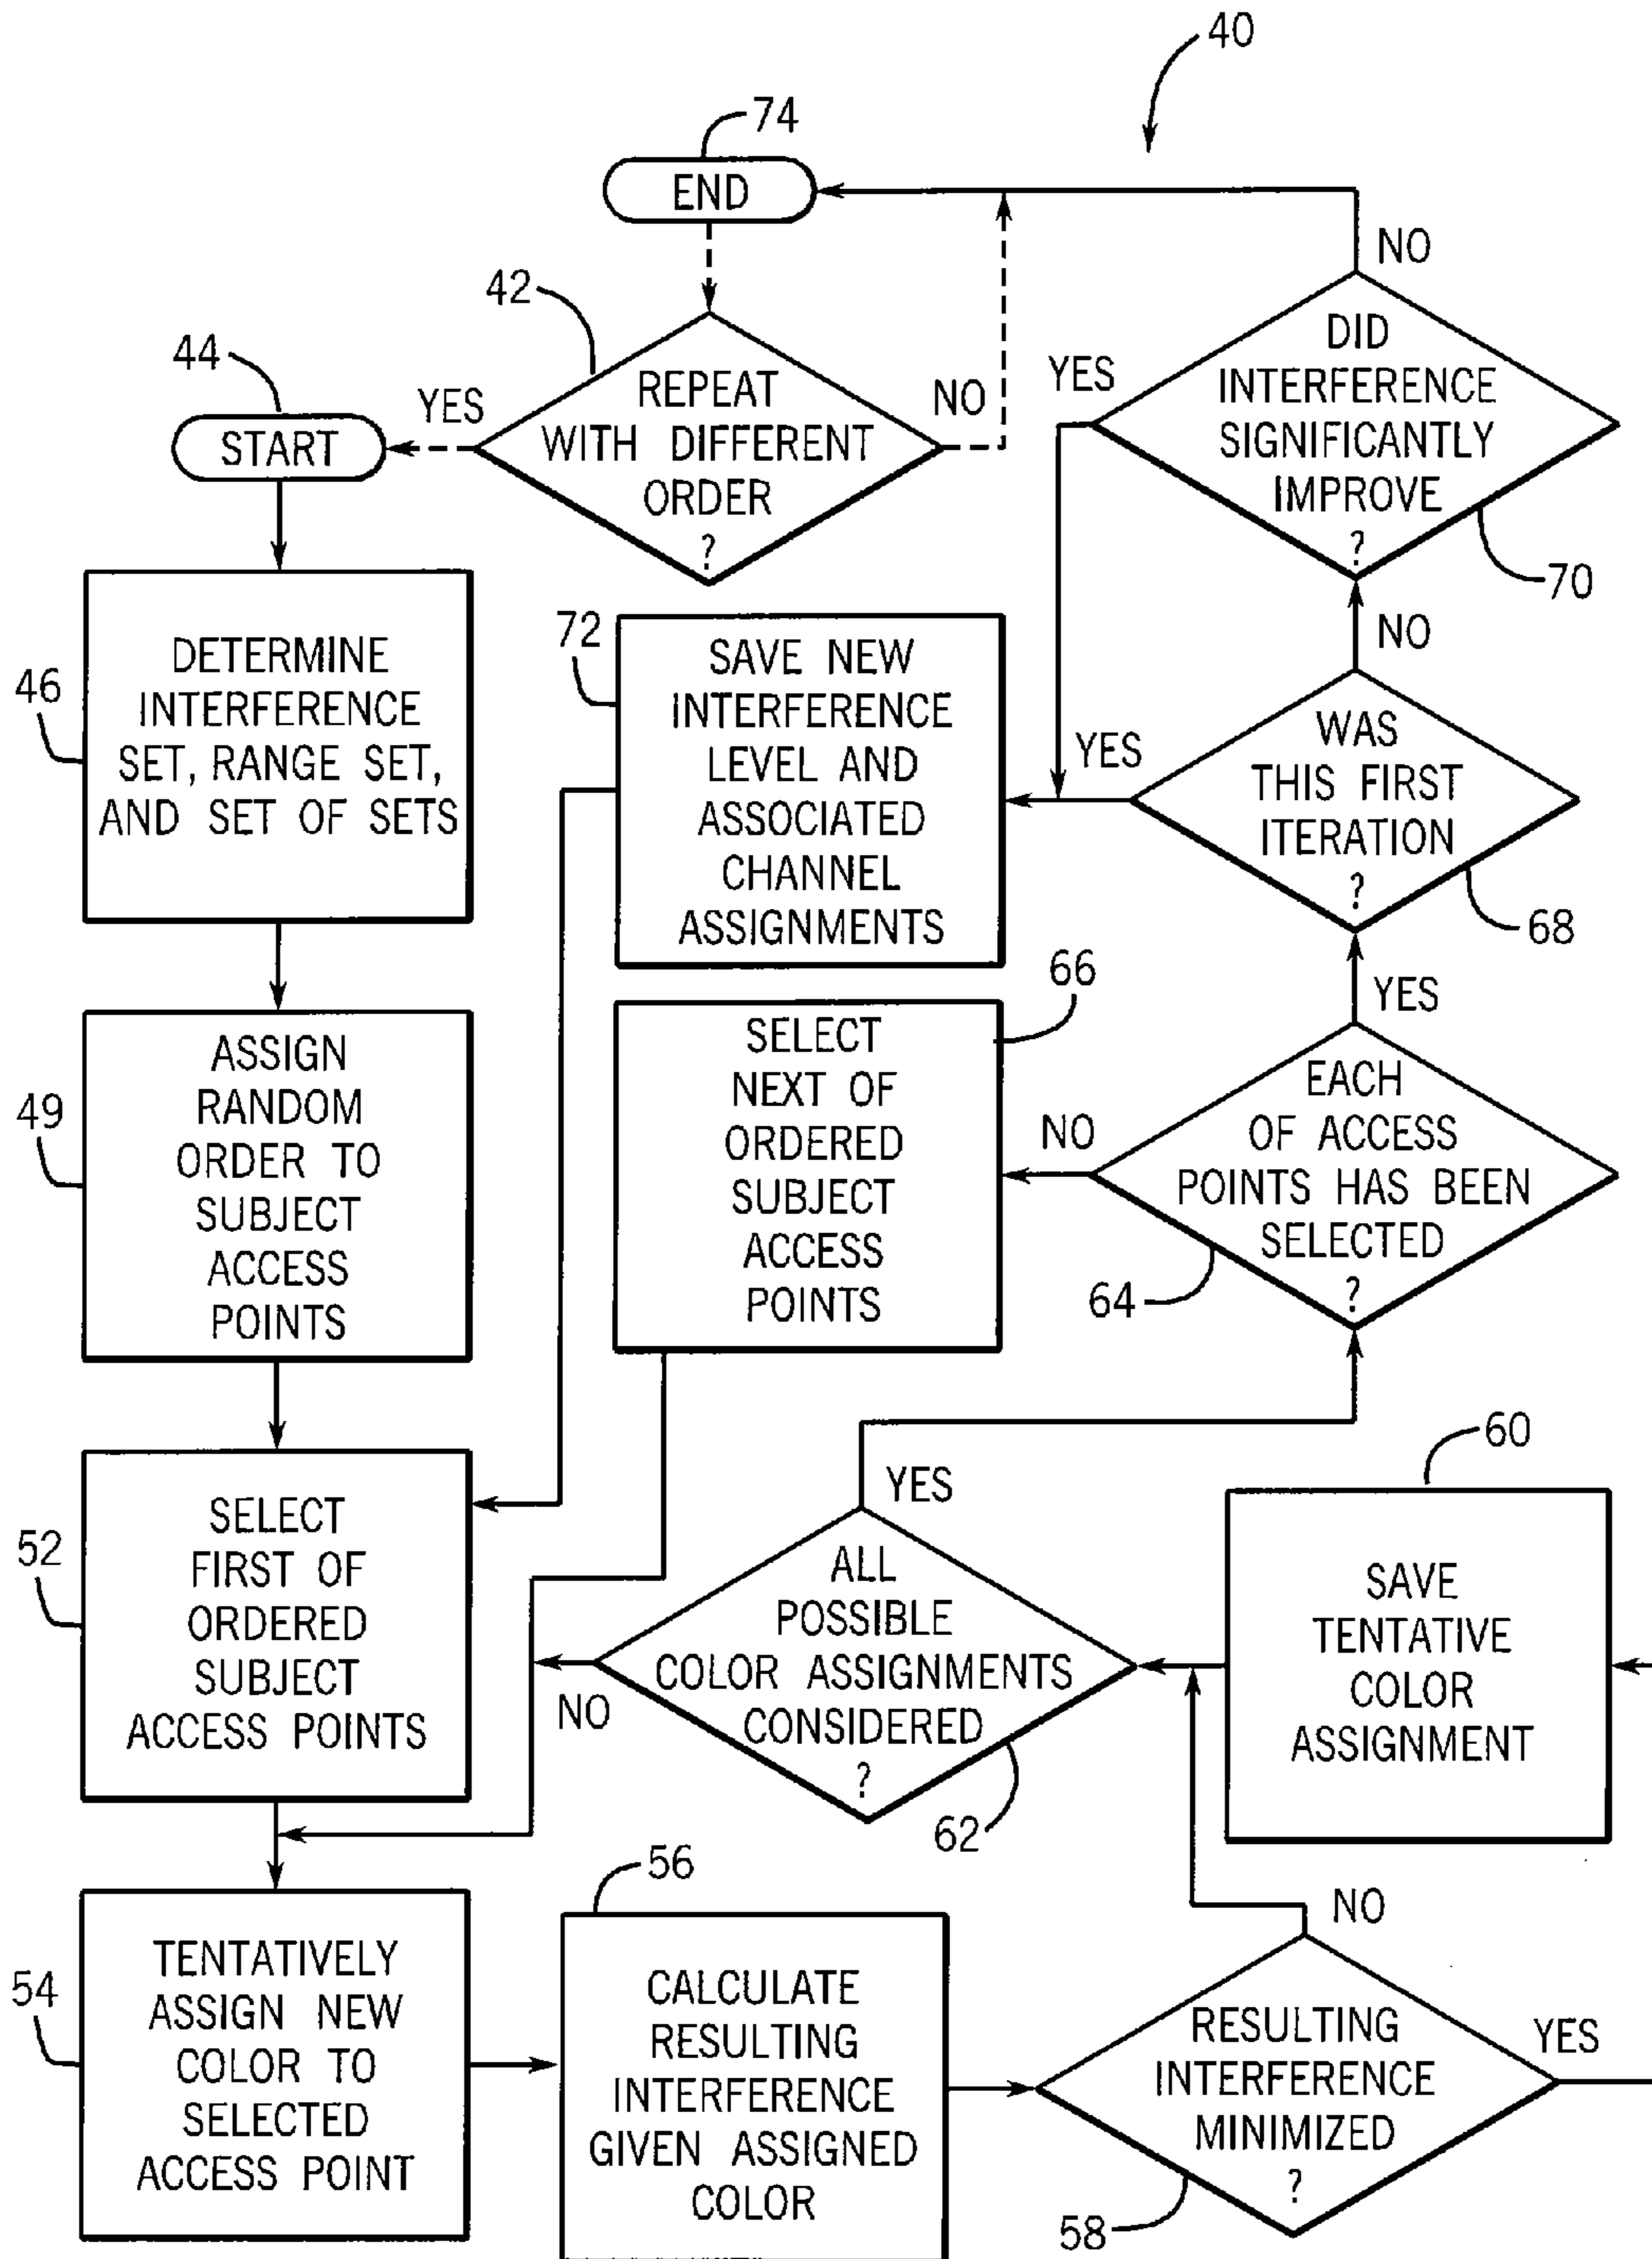 40
74
END
NO
42
DID
INTERFERENCE
SIGNIFICANTLY
IMPROVE
?
44
YES
REPEAT
WITH DIFFERENT
ORDER
?
NO
YES
START
70
NO
46
DETERMINE
INTERFERENCE
SET, RANGE SET,
AND SET OF SETS
72
SAVE NEW
INTERFERENCE
LEVEL AND
ASSOCIATED
CHANNEL
ASSIGNMENTS
YES
WAS
THIS FIRST
ITERATION
?
68
66
YES
49
ASSIGN
RANDOM
ORDER TO
SUBJECT
ACCESS
POINTS
SELECT
NEXT OF
ORDERED
SUBJECT
ACCESS
POINTS
NO
EACH
OF ACCESS
POINTS HAS BEEN
SELECTED
?
64
60
YES
52
SELECT
FIRST OF
ORDERED
SUBJECT
ACCESS POINTS
NO
ALL
POSSIBLE
COLOR ASSIGNMENTS
CONSIDERED
?
62
SAVE
TENTATIVE
COLOR
ASSIGNMENT
56
NO
54
TENTATIVELY
ASSIGN NEW
COLOR TO
SELECTED
ACCESS POINT
CALCULATE
RESULTING
INTERFERENCE
GIVEN ASSIGNED
COLOR
RESULTING
INTERFERENCE
MINIMIZED
?
YES
58